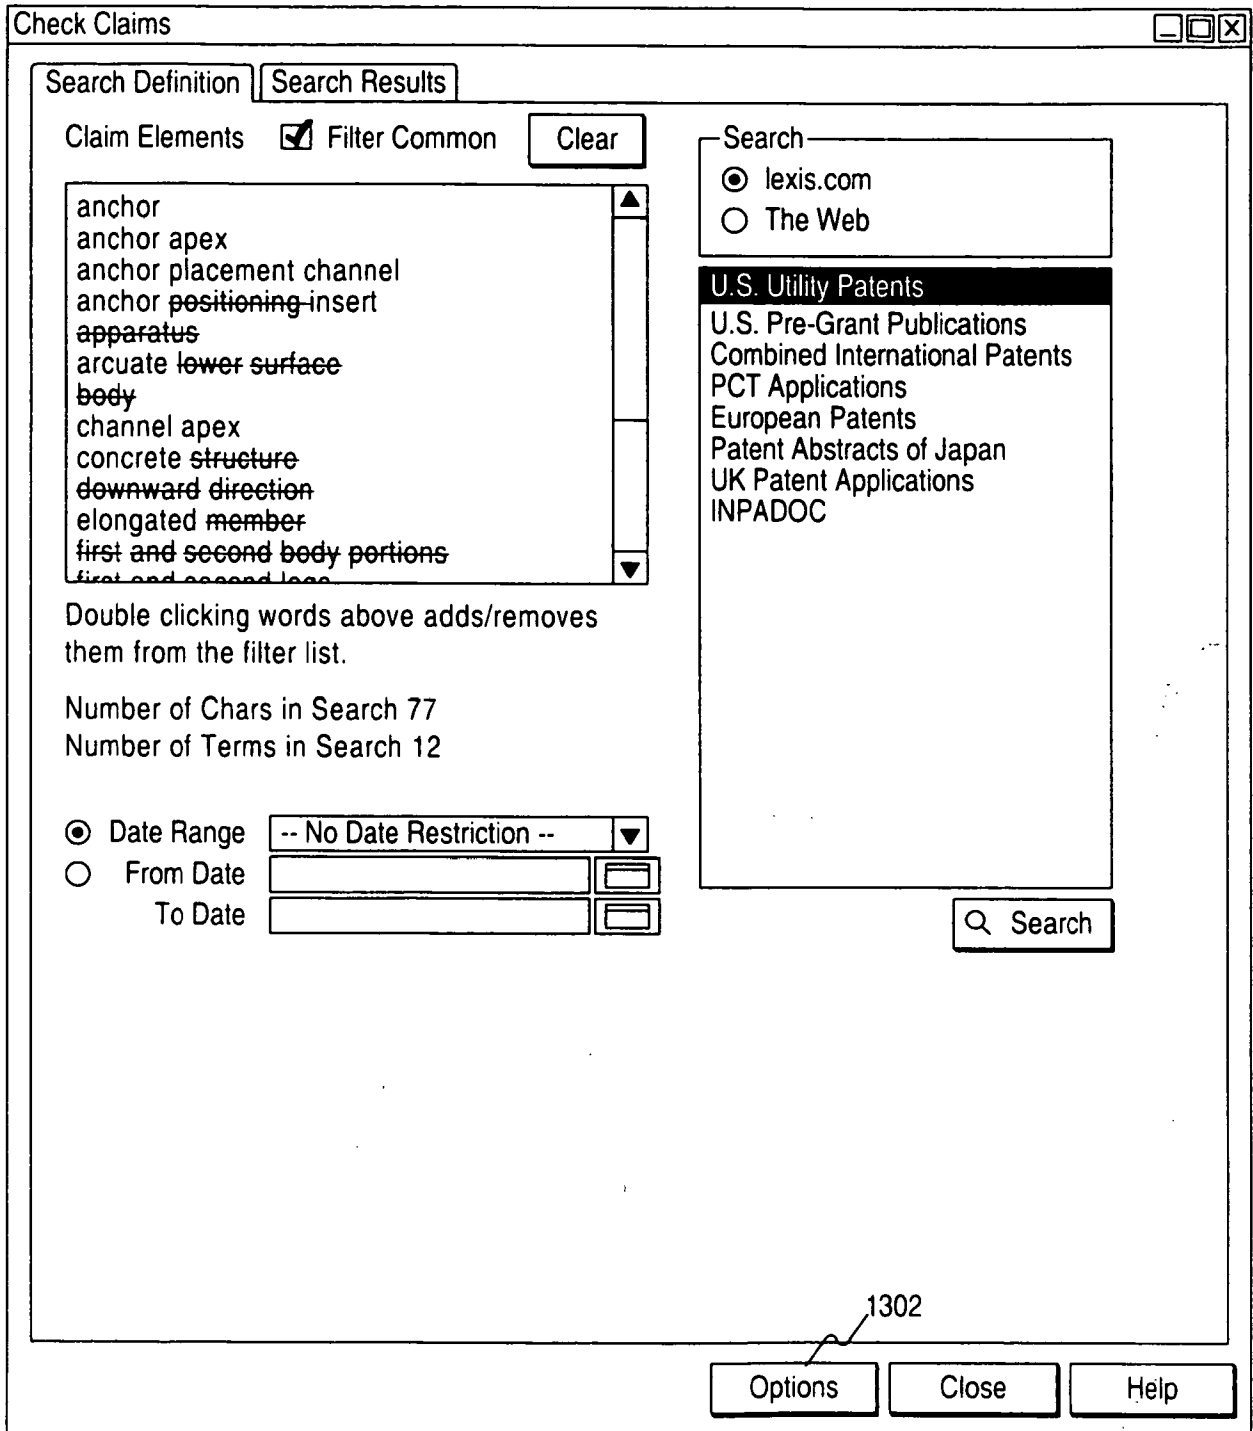 Check Claims
Search Definition
Search Results
Claim Elements
Filter Common
Clear
anchor
anchor apex
anchor placement channel
anchor positioning insert
apparatus
arcuate lower surface
body
channel apex
concrete structure
downward direction
elongated member
first and second body portions
first and second legs
Double clicking words above adds/removes
them from the filter list.
Number of Chars in Search 77
Number of Terms in Search 12
Date Range
-- No Date Restriction --
From Date
To Date
Search
lexis.com
The Web
U.S. Utility Patents
U.S. Pre-Grant Publications
Combined International Patents
PCT Applications
European Patents
Patent Abstracts of Japan
UK Patent Applications
INPADOC
Search
1302
Options
Close
Help